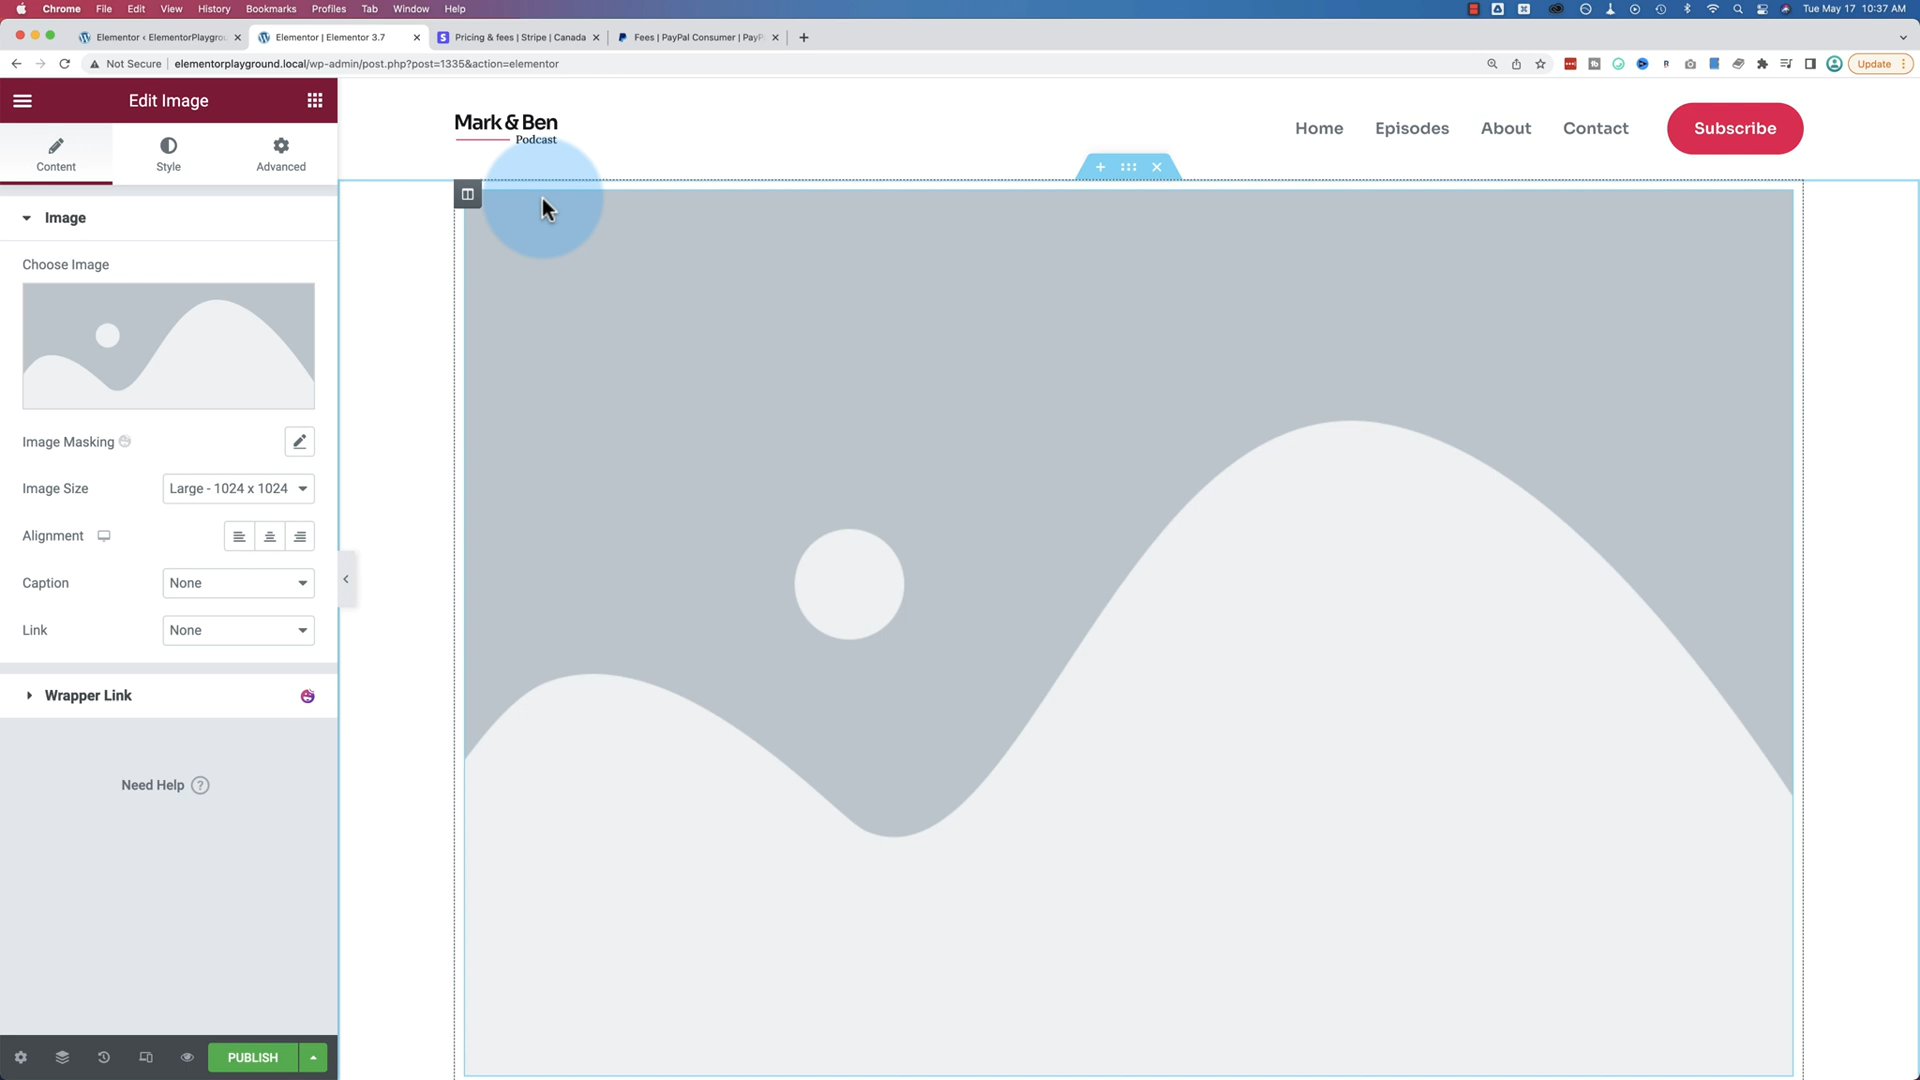 Chrome File Edit View History Bookmarks Profiles Tab Window Help Tue May 17 10:37 AM
Elementor ‹ ElementorPlaygrou Elementor | Elementor 3.7 Pricing & fees | Stripe | Canada Fees | PayPal Consumer | PayP
Not Secure elementorplayground.local/wp-admin/post.php?post=1335&action=elementor Update
Edit Image
Content Style Advanced
Image
Choose Image
Image Masking
Image Size Large - 1024 x 1024
Alignment
Caption None
Link None
Wrapper Link
Need Help ?
PUBLISH
Mark & Ben
Podcast
Home Episodes About Contact Subscribe